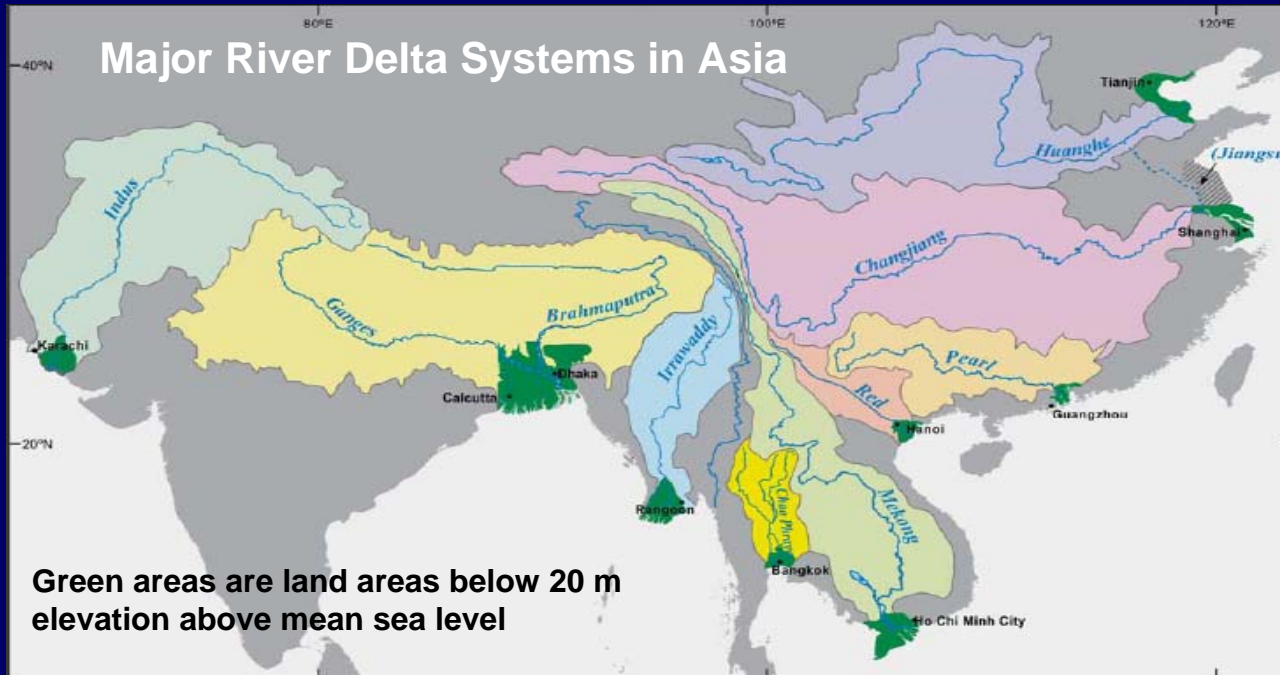 80°E
100°E
120°E
Major River Delta Systems in Asia
40°N
Tianjin
Huanghe
(Jiangsu
Indus
Changjiang
Shanghai
Ganges
Brahmaputra
Irrawaddy
Karachi
Pearl
Dhaka
Red
Calcutta
Guangzhou
20°N
Hanoi
Rangoon
Chao Phraya
Mekong
Bangkok
Green areas are land areas below 20 m
elevation above mean sea level
Ho Chi Minh City